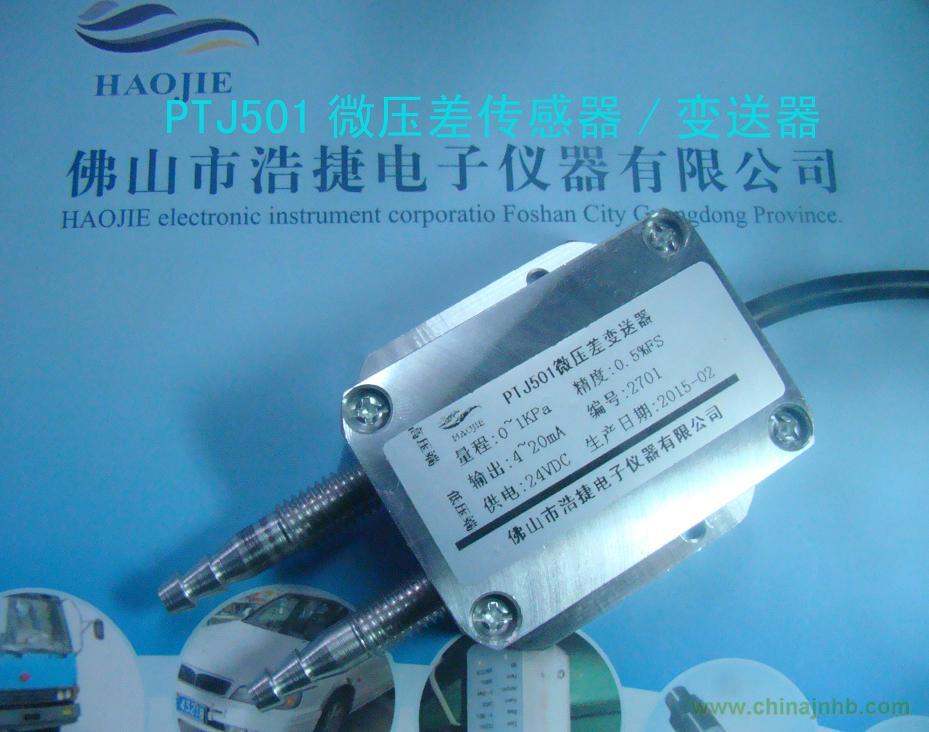 HAOJIE
PTJ501 微压差传感器 / 变送器
佛山市浩捷电子仪器有限公司
HAOJIE electronic instrument corporatio Foshan City Guangdong Province.
PTJ501微压差变送器
HAOJIE
高压端
量程:0~1KPa 精度:0.5%FS
输出:4~20mA 编号:2701
低压端
供电:24VDC 生产日期:2015-02
佛山市浩捷电子仪器有限公司
www.chinajnhb.com